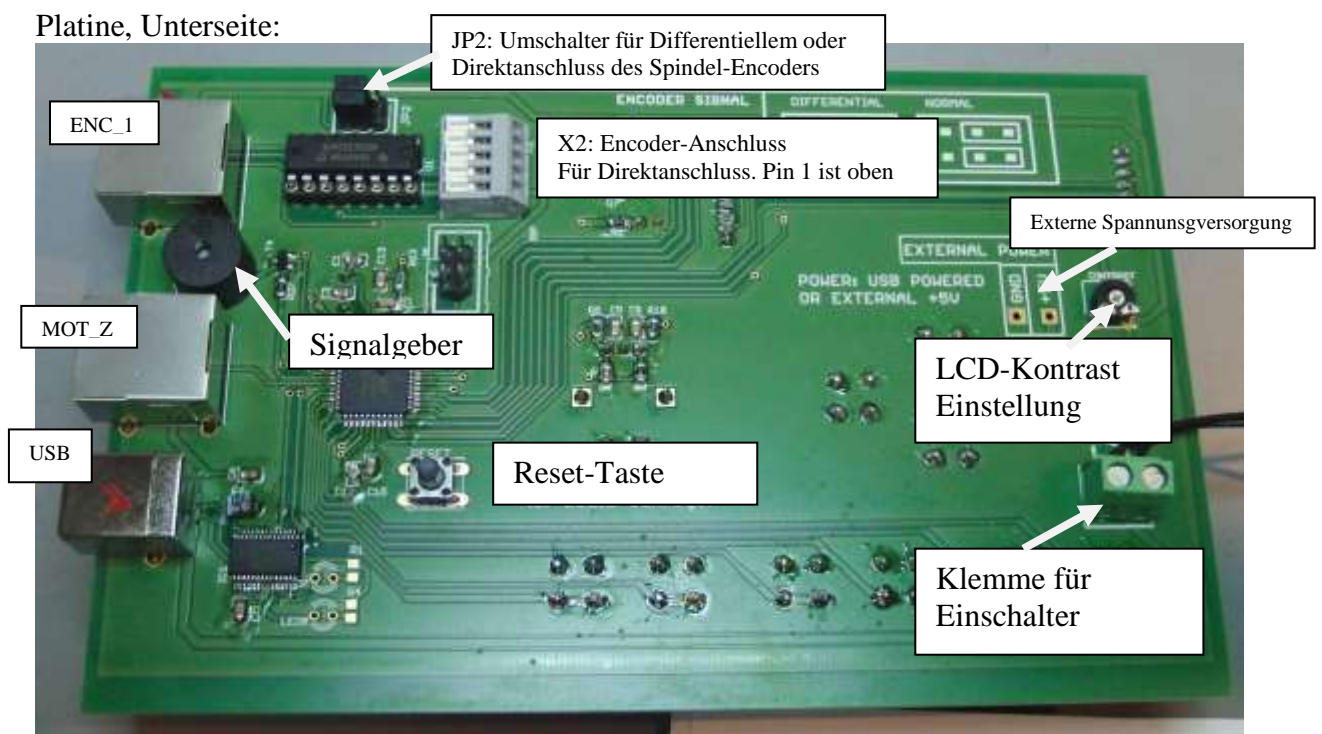 Platine, Unterseite:
JP2: Umschalter für Differentiellem oder
Direktanschluss des Spindel-Encoders
ENC_1
JP2
ENCODER SIGNAL
DIFFERENTIAL
NORMAL
X2: Encoder-Anschluss
Für Direktanschluss. Pin 1 ist oben
Externe Spannunsgversorgung
EXTERNAL POWER
POWER: USB POWERED
OR EXTERNAL +5V
GND
CONTRAST
MOT_Z
Signalgeber
LCD-Kontrast
Einstellung
USB
RESET
Reset-Taste
Klemme für
Einschalter